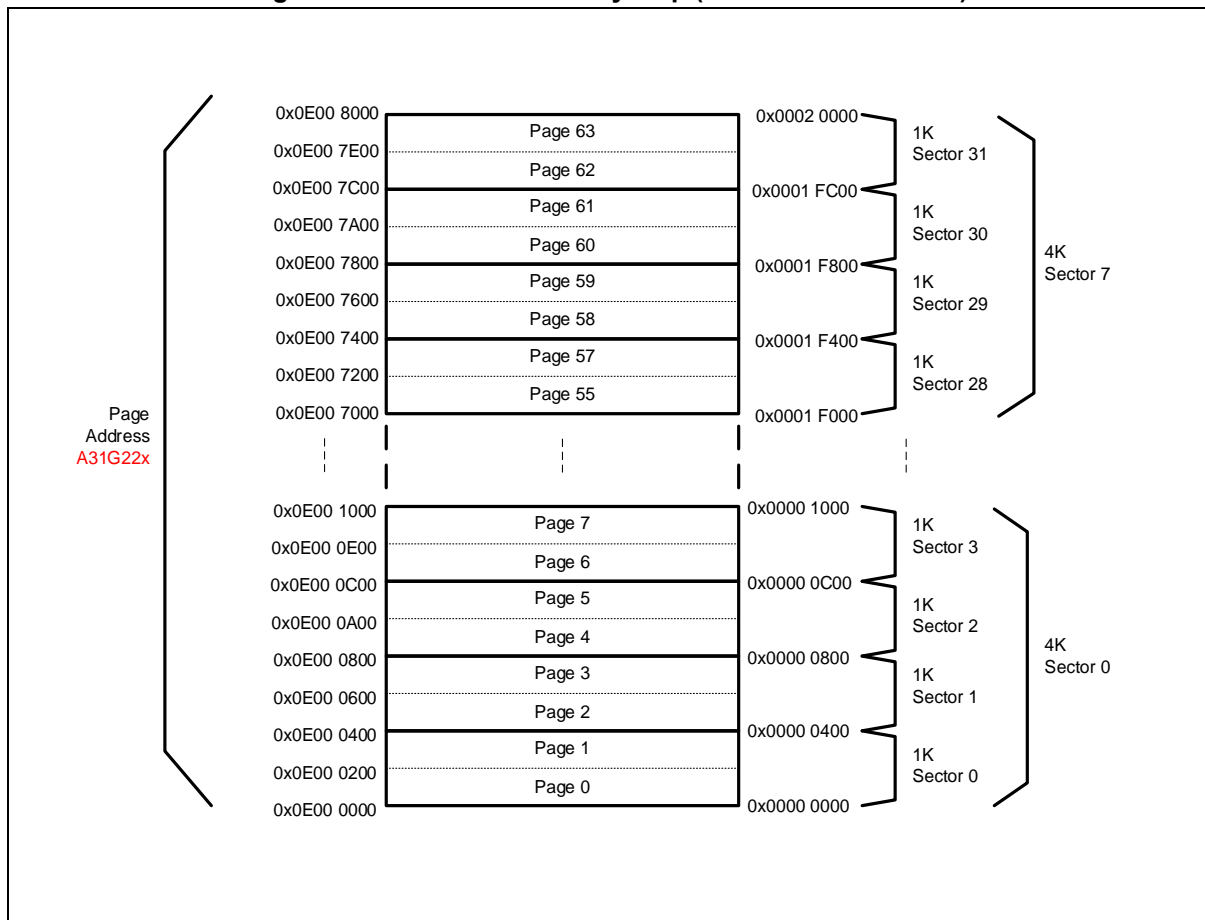 0x0E00 8000
Page 63
0x0002 0000
1K
Sector 31
0x0E00 7E00
Page 62
0x0E00 7C00
0x0001 FC00
Page 61
1K
Sector 30
0x0E00 7A00
Page 60
0x0E00 7800
0x0001 F800
4K
Sector 7
Page 59
1K
Sector 29
0x0E00 7600
Page 58
0x0E00 7400
0x0001 F400
Page 57
1K
Sector 28
0x0E00 7200
Page 55
0x0E00 7000
0x0001 F000
Page
Address
A31G22x
0x0E00 1000
Page 7
0x0000 1000
1K
Sector 3
0x0E00 0E00
Page 6
0x0E00 0C00
0x0000 0C00
Page 5
1K
Sector 2
0x0E00 0A00
Page 4
0x0E00 0800
0x0000 0800
4K
Sector 0
Page 3
1K
Sector 1
0x0E00 0600
Page 2
0x0E00 0400
0x0000 0400
Page 1
1K
Sector 0
0x0E00 0200
Page 0
0x0E00 0000
0x0000 0000